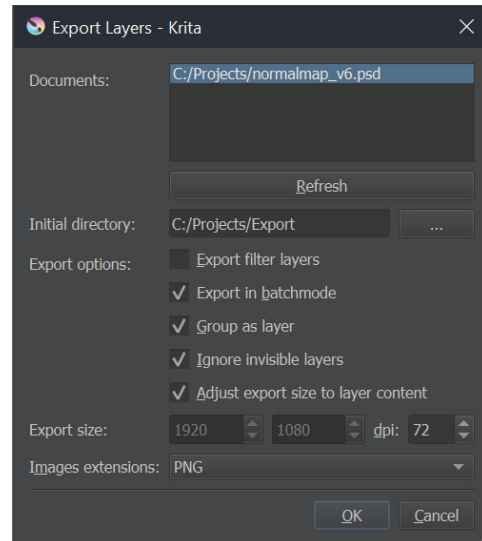 Export Layers - Krita
Documents:
C:/Projects/normalmap_v6.psd
Refresh
Initial directory: C:/Projects/Export ...
Export options: Export filter layers
Export in batchmode
Group as layer
Ignore invisible layers
Adjust export size to layer content
Export size: 1920 1080 dpi: 72
Images extensions: PNG
OK Cancel